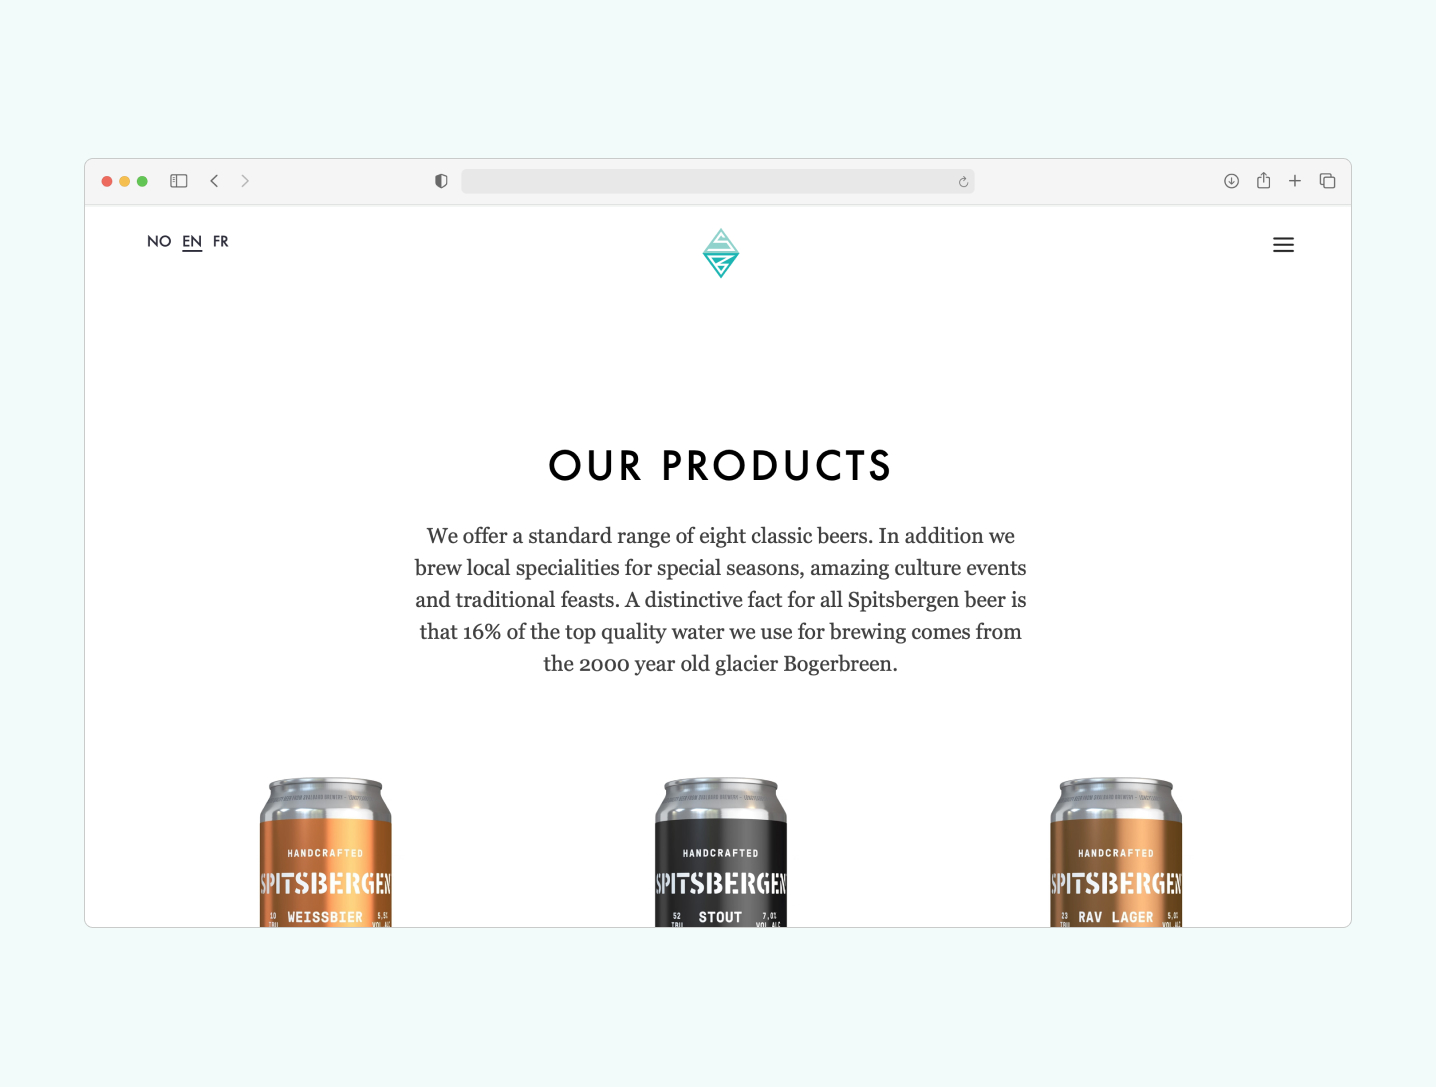 NO EN FR
OUR PRODUCTS
We offer a standard range of eight classic beers. In addition we
brew local specialities for special seasons, amazing culture events
and traditional feasts. A distinctive fact for all Spitsbergen beer is
that 16% of the top quality water we use for brewing comes from
the 2000 year old glacier Bogerbreen.
HANDCRAFTED
SPITSBERGEN
10 WEISSBIER 5,5%
HANDCRAFTED
SPITSBERGEN
52 STOUT 7,0%
HANDCRAFTED
SPITSBERGEN
23 RAV LAGER 5,0%